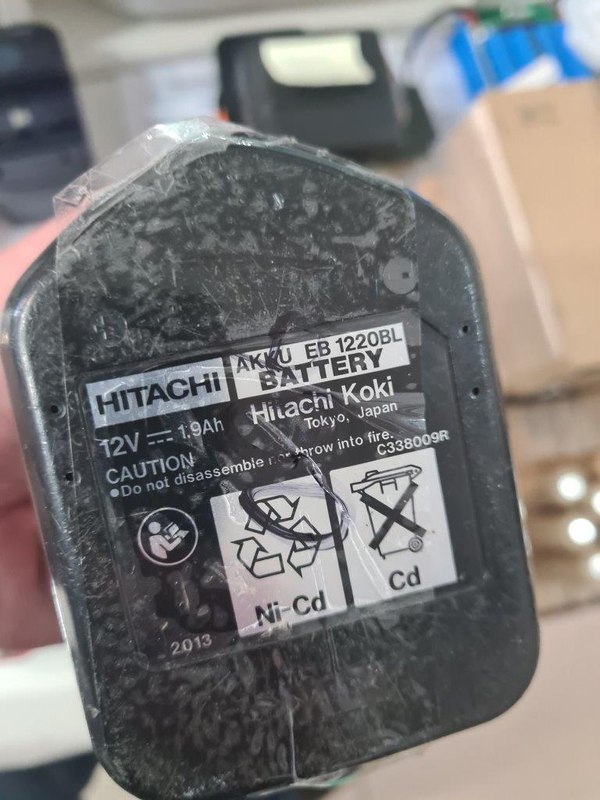 HITACHI
AKKU EB 1220BL
BATTERY
12V ⎓ 1.9Ah
Hitachi Koki
Tokyo, Japan
CAUTION
●Do not disassemble nor throw into fire.
C338009R
Ni-Cd
Cd
2013